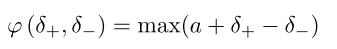 φ (δ₊, δ₋) = max(a + δ₊ − δ₋)